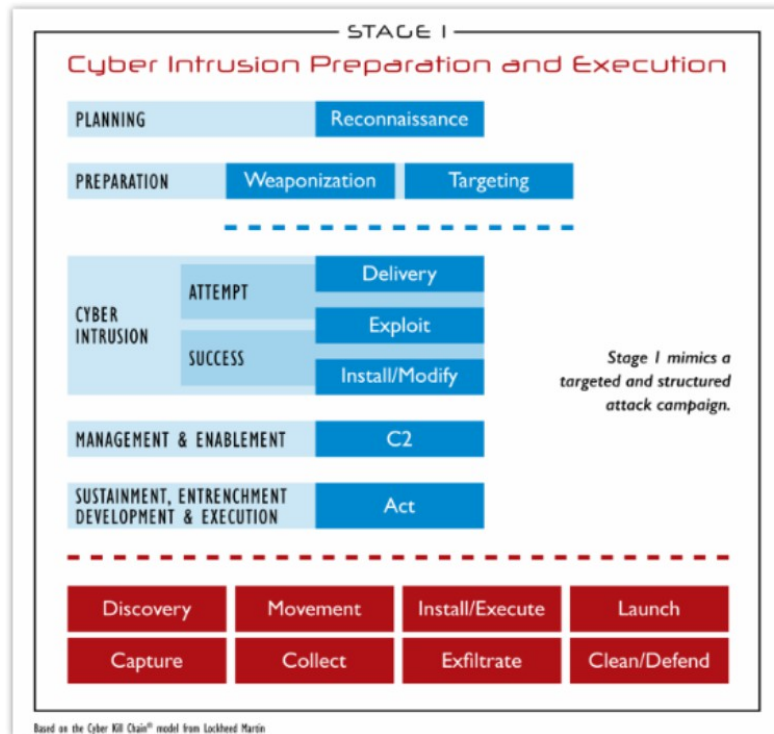 STAGE 1
Cyber Intrusion Preparation and Execution
PLANNING
Reconnaissance
PREPARATION
Weaponization
Targeting
CYBER
INTRUSION
ATTEMPT
SUCCESS
Delivery
Exploit
Install/Modify
Stage 1 mimics a
targeted and structured
attack campaign.
MANAGEMENT & ENABLEMENT
C2
SUSTAINMENT, ENTRENCHMENT
DEVELOPMENT & EXECUTION
Act
Discovery
Movement
Install/Execute
Launch
Capture
Collect
Exfiltrate
Clean/Defend
Based on the Cyber Kill Chain® model from Lockheed Martin